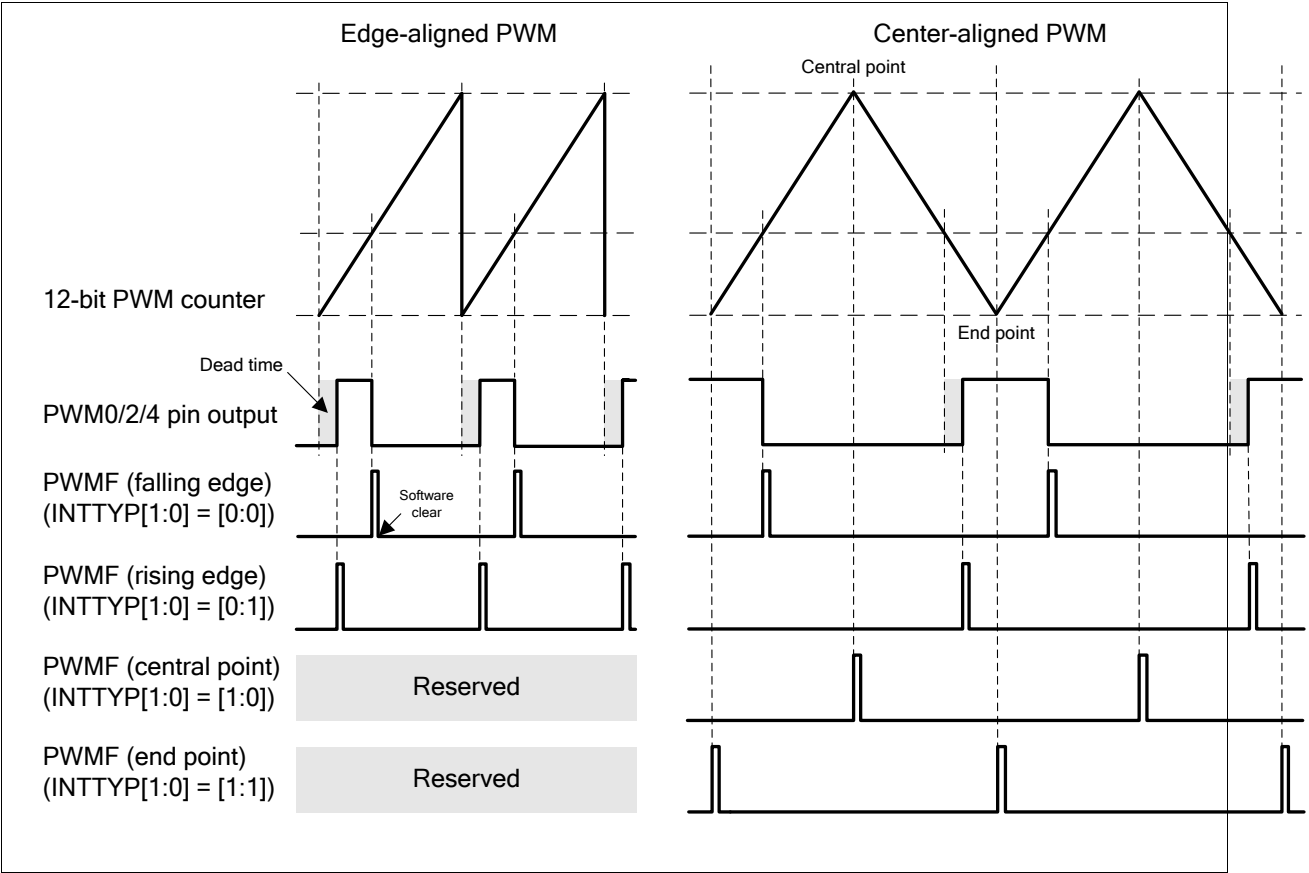 Edge-aligned PWM
Center-aligned PWM
Central point
12-bit PWM counter
End point
Dead time
PWM0/2/4 pin output
PWMF (falling edge)
(INTTYP[1:0] = [0:0])
Software
clear
PWMF (rising edge)
(INTTYP[1:0] = [0:1])
PWMF (central point)
(INTTYP[1:0] = [1:0])
Reserved
PWMF (end point)
(INTTYP[1:0] = [1:1])
Reserved